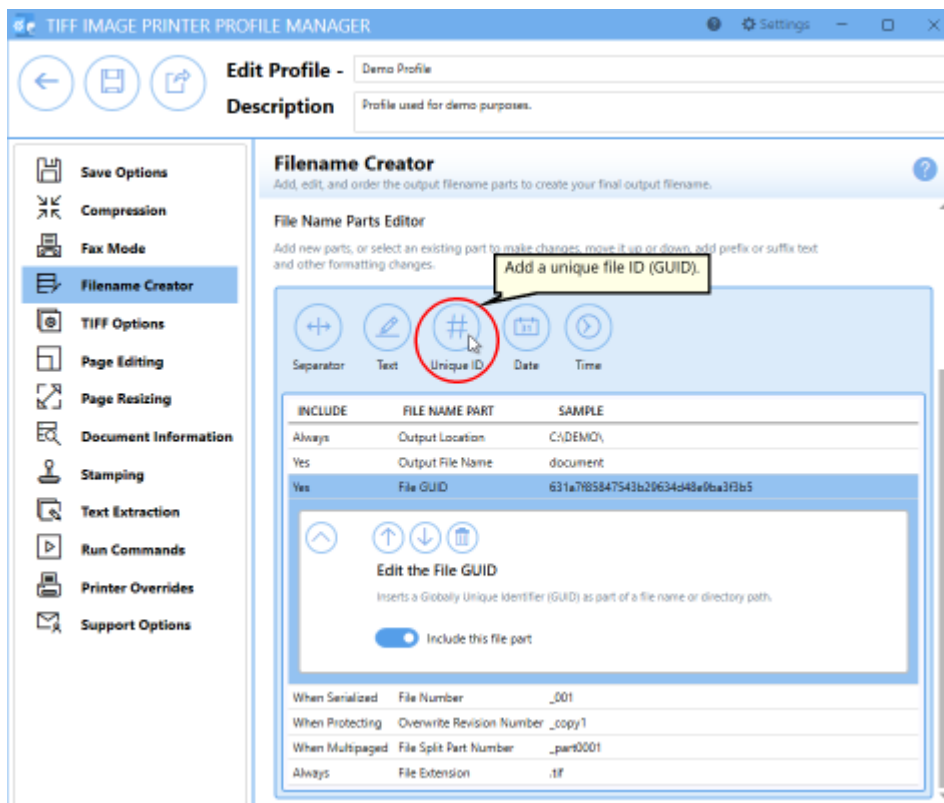 TIFF IMAGE PRINTER PROFILE MANAGER
Settings
Edit Profile -
Demo Profile
Description
Profile used for demo purposes.
Save Options
Compression
Fax Mode
Filename Creator
TIFF Options
Page Editing
Page Resizing
Document Information
Stamping
Text Extraction
Run Commands
Printer Overrides
Support Options
Filename Creator
Add, edit, and order the output filename parts to create your final output filename.
File Name Parts Editor
Add new parts, or select an existing part to make changes, move it up or down, add prefix or suffix text
and other formatting changes.
Add a unique file ID (GUID).
Separator
Text
Unique ID
Date
Time
INCLUDE FILE NAME PART SAMPLE
Always Output Location C:\DEMO\
Yes Output File Name document
Yes File GUID 631a7f85847543b29634d48e9ba3f3b5
Edit the File GUID
Inserts a Globally Unique Identifier (GUID) as part of a file name or directory path.
Include this file part
When Serialized File Number _001
When Protecting Overwrite Revision Number _copy1
When Multipaged File Split Part Number _part0001
Always File Extension .tif